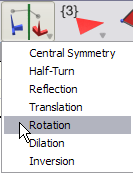 {3}
Central Symmetry
Half-Turn
Reflection
Translation
Rotation
Dilation
Inversion